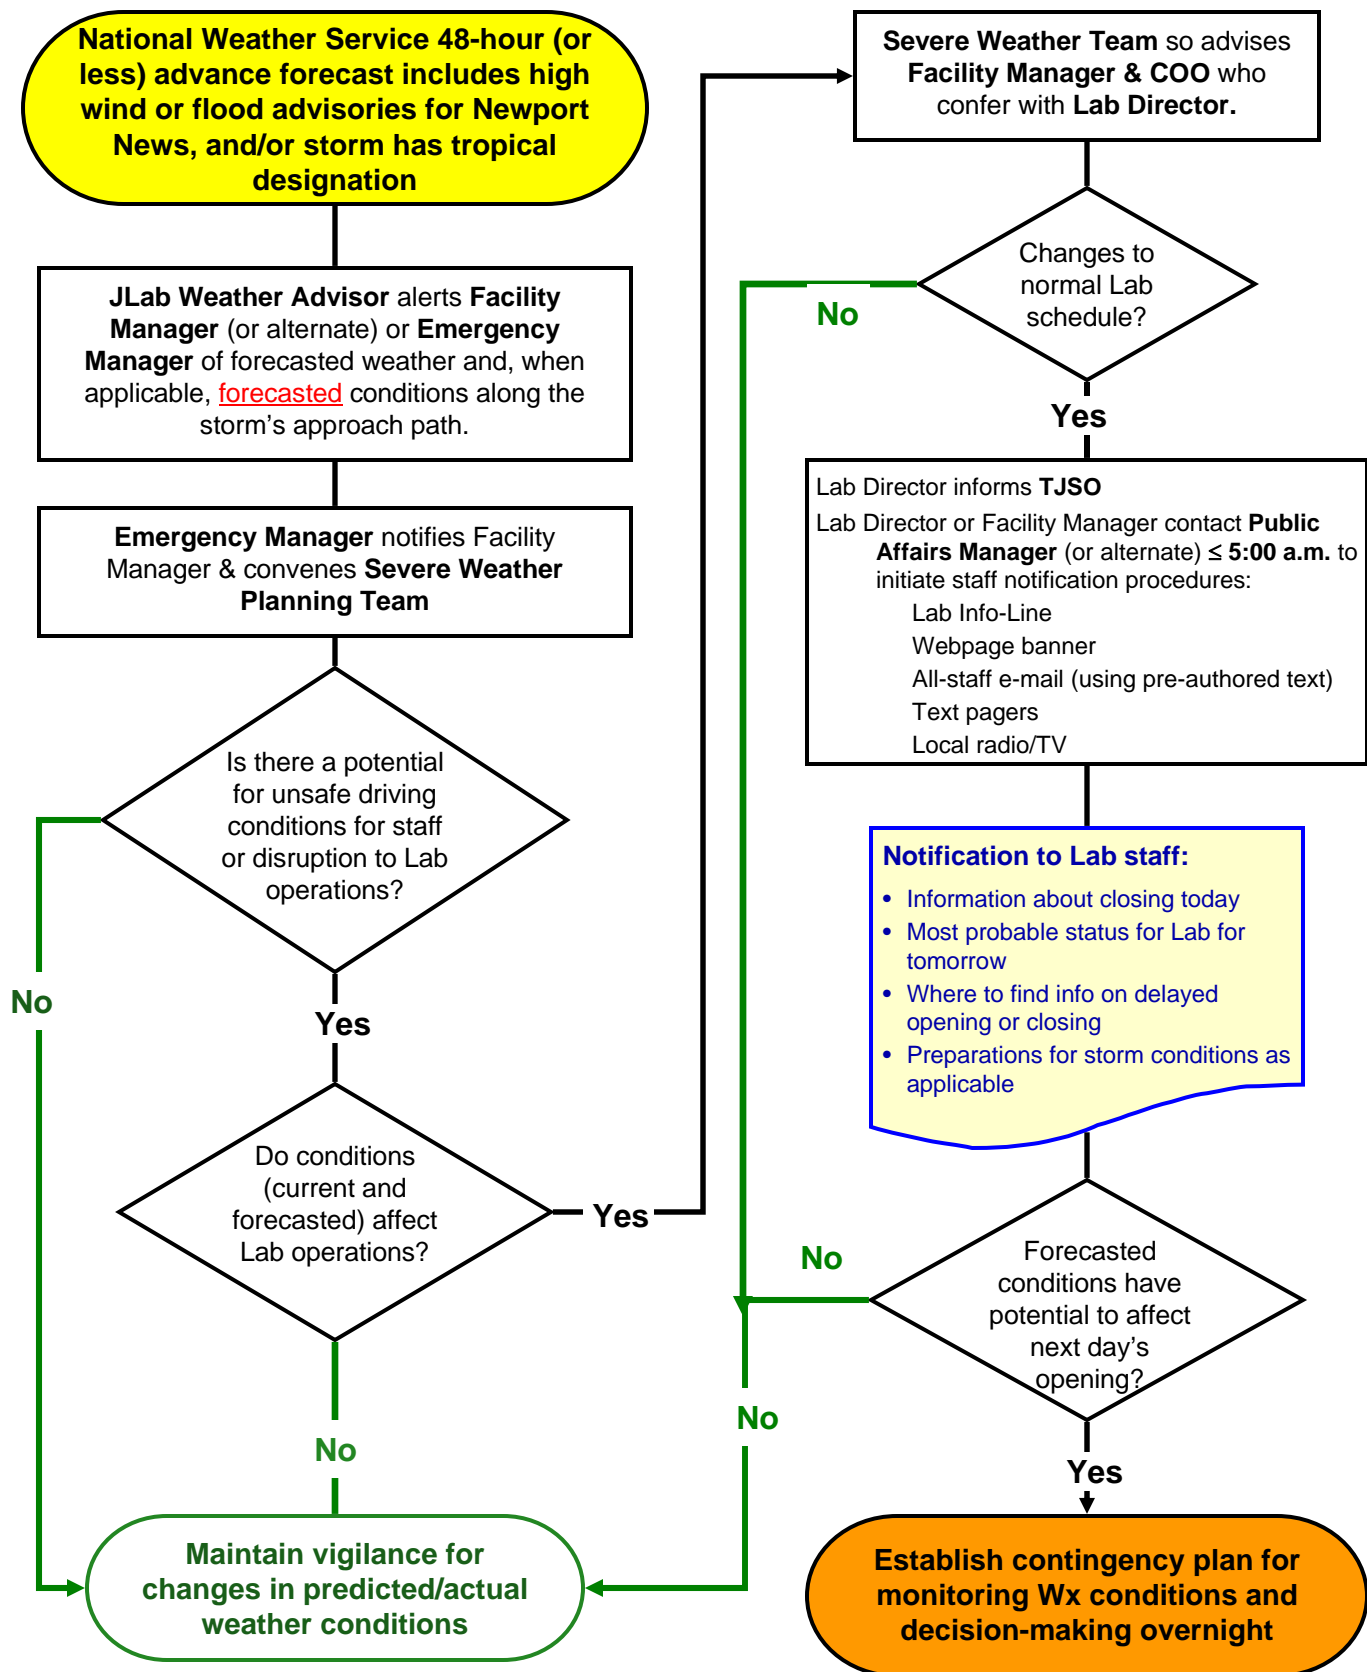 National Weather Service 48-hour (or
less) advance forecast includes high
wind or flood advisories for Newport
News, and/or storm has tropical
designation
JLab Weather Advisor alerts Facility
Manager (or alternate) or Emergency
Manager of forecasted weather and, when
applicable, forecasted conditions along the
storm’s approach path.
Emergency Manager notifies Facility
Manager & convenes Severe Weather
Planning Team
Is there a potential
for unsafe driving
conditions for staff
or disruption to Lab
operations?
No
Yes
Do conditions
(current and
forecasted) affect
Lab operations?
Yes
No
Maintain vigilance for
changes in predicted/actual
weather conditions
Severe Weather Team so advises
Facility Manager & COO who
confer with Lab Director.
Changes to
normal Lab
schedule?
No
Yes
Lab Director informs TJSO
Lab Director or Facility Manager contact Public
Affairs Manager (or alternate) ≤ 5:00 a.m. to
initiate staff notification procedures:
Lab Info-Line
Webpage banner
All-staff e-mail (using pre-authored text)
Text pagers
Local radio/TV
Notification to Lab staff:
• Information about closing today
• Most probable status for Lab for
tomorrow
• Where to find info on delayed
opening or closing
• Preparations for storm conditions as
applicable
Forecasted
conditions have
potential to affect
next day’s
opening?
No
No
Yes
Establish contingency plan for
monitoring Wx conditions and
decision-making overnight